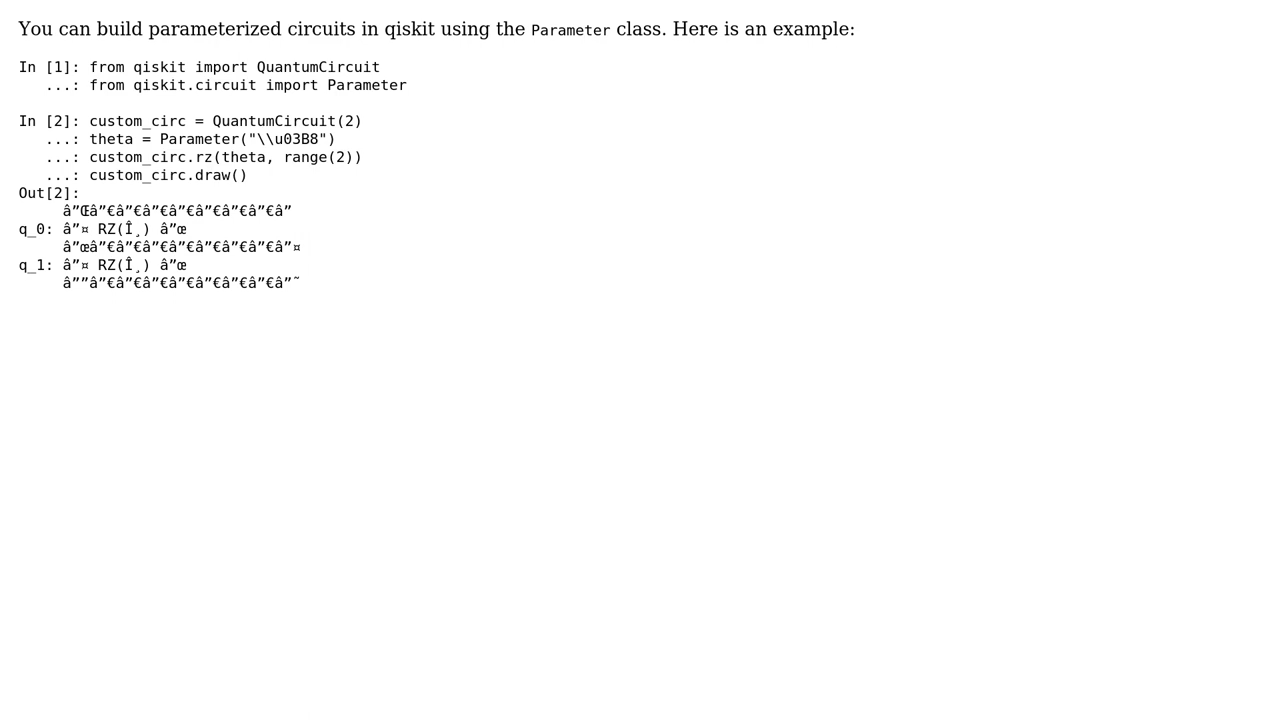 You can build parameterized circuits in qiskit using the Parameter class. Here is an example:
In [1]: from qiskit import QuantumCircuit
   ...: from qiskit.circuit import Parameter
In [2]: custom_circ = QuantumCircuit(2)
   ...: theta = Parameter("\\u03B8")
   ...: custom_circ.rz(theta, range(2))
   ...: custom_circ.draw()
Out[2]:
     â”Œâ”€â”€â”€â”€â”€â”€â”€â”€â”
q_0: â”¤ RZ(Î¸) â”œ
     â”œâ”€â”€â”€â”€â”€â”€â”€â”€â”¤
q_1: â”¤ RZ(Î¸) â”œ
     â””â”€â”€â”€â”€â”€â”€â”€â”€â”˜